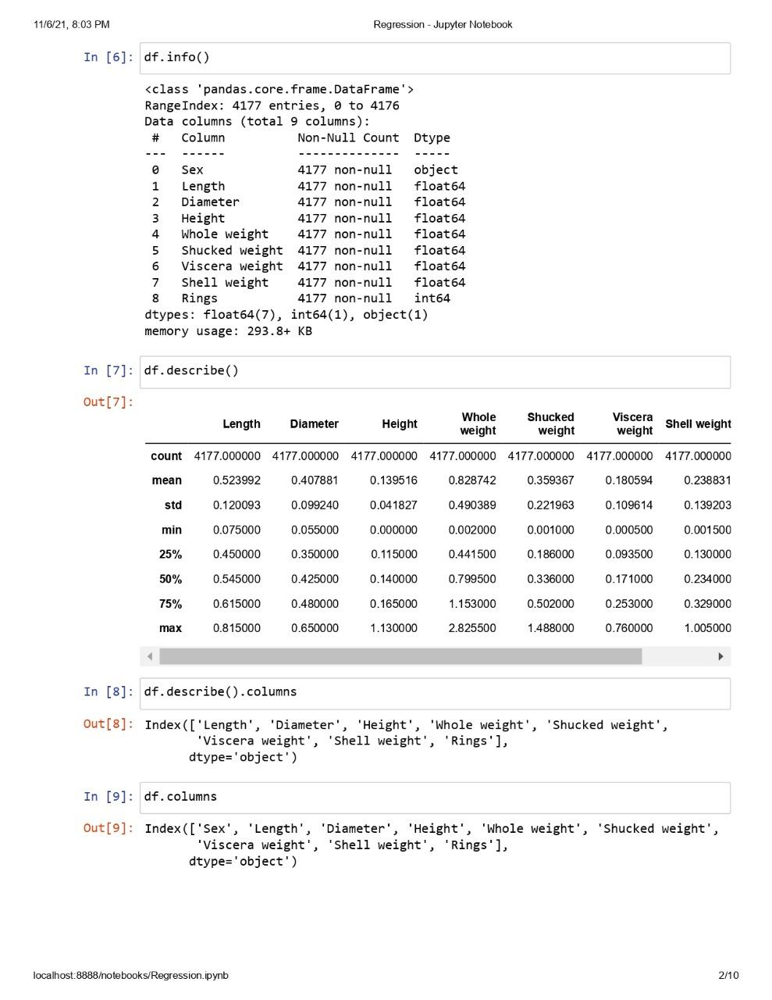 11/6/21, 8:03 PM Regression - Jupyter Notebook
In [6]: df.info()
<class 'pandas.core.frame.DataFrame'>
RangeIndex: 4177 entries, 0 to 4176
Data columns (total 9 columns):
 #   Column          Non-Null Count  Dtype
---  ------          --------------  -----
 0   Sex             4177 non-null   object
 1   Length          4177 non-null   float64
 2   Diameter        4177 non-null   float64
 3   Height          4177 non-null   float64
 4   Whole weight    4177 non-null   float64
 5   Shucked weight  4177 non-null   float64
 6   Viscera weight  4177 non-null   float64
 7   Shell weight    4177 non-null   float64
 8   Rings           4177 non-null   int64
dtypes: float64(7), int64(1), object(1)
memory usage: 293.8+ KB
In [7]: df.describe()
Out[7]:
Length Diameter Height Whole weight Shucked weight Viscera weight Shell weight
count 4177.000000 4177.000000 4177.000000 4177.000000 4177.000000 4177.000000 4177.000000
mean 0.523992 0.407881 0.139516 0.828742 0.359367 0.180594 0.238831
std 0.120093 0.099240 0.041827 0.490389 0.221963 0.109614 0.139203
min 0.075000 0.055000 0.000000 0.002000 0.001000 0.000500 0.001500
25% 0.450000 0.350000 0.115000 0.441500 0.186000 0.093500 0.130000
50% 0.545000 0.425000 0.140000 0.799500 0.336000 0.171000 0.234000
75% 0.615000 0.480000 0.165000 1.153000 0.502000 0.253000 0.329000
max 0.815000 0.650000 1.130000 2.825500 1.488000 0.760000 1.005000
In [8]: df.describe().columns
Out[8]: Index(['Length', 'Diameter', 'Height', 'Whole weight', 'Shucked weight',
'Viscera weight', 'Shell weight', 'Rings'],
dtype='object')
In [9]: df.columns
Out[9]: Index(['Sex', 'Length', 'Diameter', 'Height', 'Whole weight', 'Shucked weight',
'Viscera weight', 'Shell weight', 'Rings'],
dtype='object')
localhost:8888/notebooks/Regression.ipynb 2/10